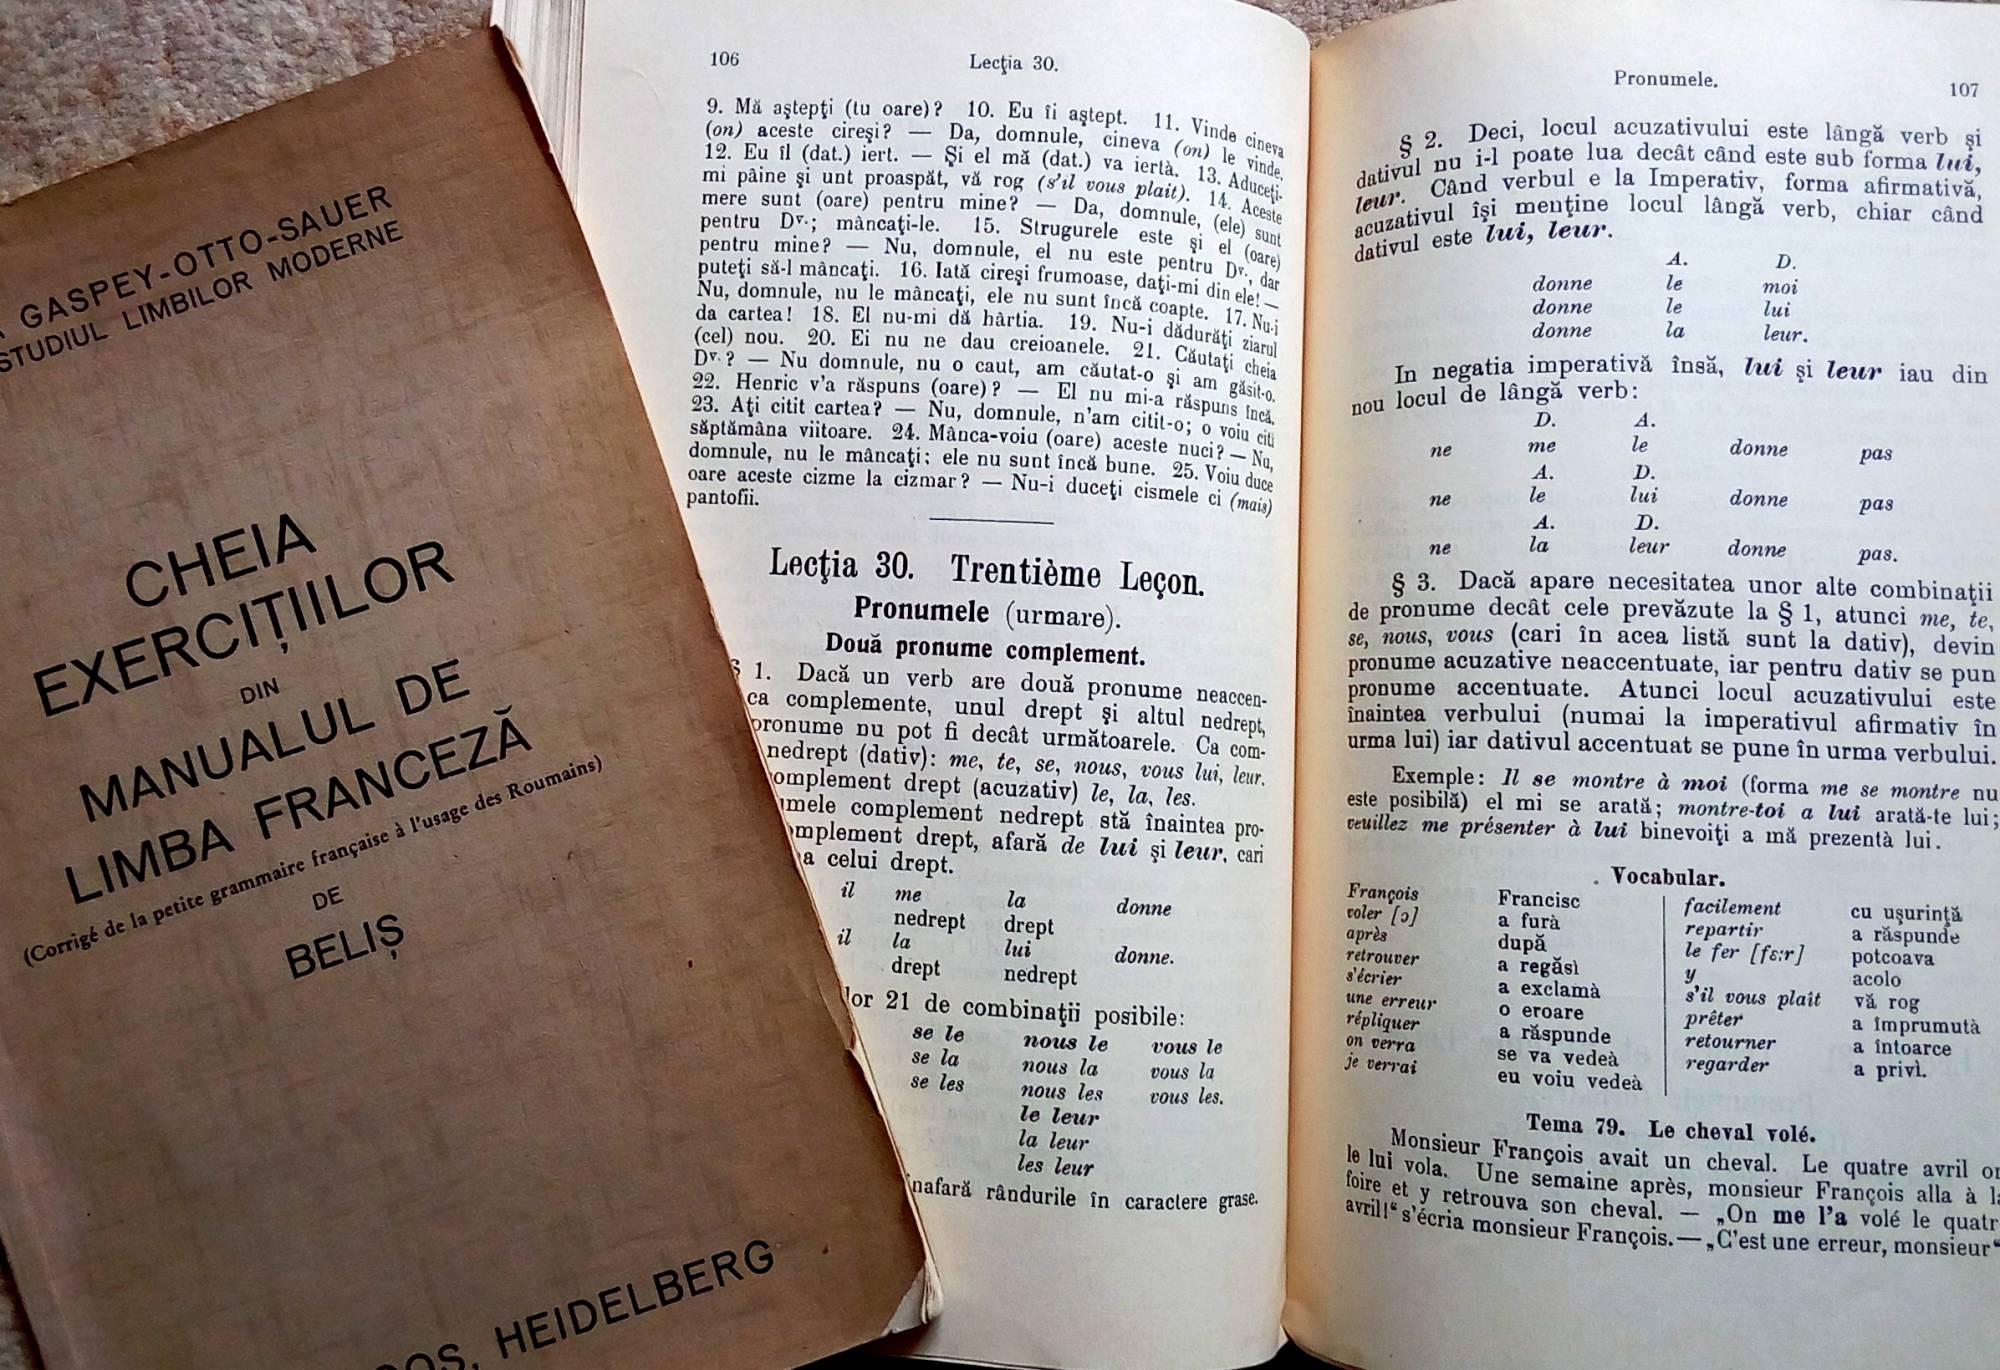 GASPEY-OTTO-SAUER
STUDIUL LIMBILOR MODERNE
CHEIA
EXERCIȚIILOR
DIN
MANUALUL DE
LIMBA FRANCEZĂ
(Corrigé de la petite grammaire française à l'usage des Roumains)
DE
BELIȘ
HEIDELBERG
106 Lecţia 30.
9. Mă aştepţi (tu oare)? 10. Eu îi aştept. 11. Vinde cineva
(on) aceste cireşi? — Da, domnule, cineva (on) le vinde.
12. Eu îl (dat.) iert. — Şi el mă (dat.) va iertà. 13. Aduceţi-
mi pâine şi unt proaspăt, vă rog (s'il vous plait). 14. Aceste
mere sunt (oare) pentru mine? — Da, domnule, (ele) sunt
pentru Dv.; mâncaţi-le. 15. Strugurele este şi el (oare)
pentru mine? — Nu, domnule, el nu este pentru Dv., dar
puteţi să-l mâncaţi. 16. Iată cireşi frumoase, daţi-mi din ele! —
Nu, domnule, nu le mâncaţi, ele nu sunt încă coapte. 17. Nu-i
da cartea! 18. El nu-mi dă hârtia. 19. Nu-i dădurăţi ziarul
(cel) nou. 20. Ei nu ne dau creioanele. 21. Căutaţi cheia
Dv.? — Nu domnule, nu o caut, am căutat-o şi am găsit-o.
22. Henric v'a răspuns (oare)? — El nu mi-a răspuns încă.
23. Aţi citit cartea? — Nu, domnule, n'am citit-o; o voiu citi
săptămâna viitoare. 24. Mânca-voiu (oare) aceste nuci? — Nu,
domnule, nu le mâncaţi; ele nu sunt încă bune. 25. Voiu duce
oare aceste cizme la cizmar? — Nu-i duceţi cismele ci (mais)
pantofii.
Lecţia 30. Trentième Leçon.
Pronumele (urmare).
Două pronume complement.
§ 1. Dacă un verb are două pronume neaccen-
ca complemente, unul drept şi altul nedrept,
pronume nu pot fi decât următoarele. Ca com-
nedrept (dativ): me, te, se, nous, vous lui, leur.
complement drept (acuzativ) le, la, les.
complement nedrept stă înaintea pro-
complement drept, afară de lui şi leur, cari
a celui drept.
il me la donne
nedrept drept
il la lui donne.
drept nedrept
21 de combinaţii posibile:
se le nous le vous le
se la nous la vous la
se les nous les vous les.
le leur
la leur
les leur
rândurile în caractere grase.
Pronumele. 107
§ 2. Deci, locul acuzativului este lângă verb şi
dativul nu i-l poate lua decât când este sub forma lui,
leur. Când verbul e la Imperativ, forma afirmativă,
acuzativul îşi menţine locul lângă verb, chiar când
dativul este lui, leur.
A. D.
donne le moi
donne le lui
donne la leur.
In negatia imperativă însă, lui şi leur iau din
nou locul de lângă verb:
D. A.
ne me le donne pas
A. D.
ne le lui donne pas
A. D.
ne la leur donne pas.
§ 3. Dacă apare necesitatea unor alte combinaţii
de pronume decât cele prevăzute la § 1, atunci me, te,
se, nous, vous (cari în acea listă sunt la dativ), devin
pronume acuzative neaccentuate, iar pentru dativ se pun
pronume accentuate. Atunci locul acuzativului este
înaintea verbului (numai la imperativul afirmativ în
urma lui) iar dativul accentuat se pune în urma verbului.
Exemple: Il se montre à moi (forma me se montre nu
este posibilă) el mi se arată; montre-toi a lui arată-te lui;
veuillez me présenter à lui binevoiţi a mă prezentà lui.
Vocabular.
François Francisc facilement cu uşurinţă
voler [ɔ] a furà repartir a răspunde
après după le fer [fɛ:r] potcoava
retrouver a regăsì y acolo
s'écrier a exclamà s'il vous plaît vă rog
une erreur o eroare prêter a împrumutà
répliquer a răspunde retourner a întoarce
on verra se va vedeà regarder a privì.
je verrai eu voiu vedeà
Tema 79. Le cheval volé.
Monsieur François avait un cheval. Le quatre avril on
le lui vola. Une semaine après, monsieur François alla à la
foire et y retrouva son cheval. — „On me l'a volé le quatre
avril!“ s'écria monsieur François. — „C'est une erreur, monsieur“